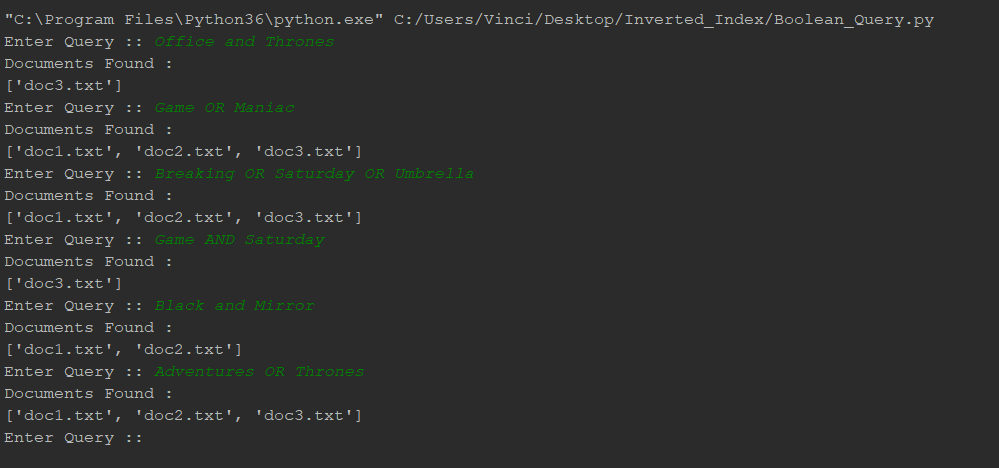 "C:\Program Files\Python36\python.exe" C:/Users/Vinci/Desktop/Inverted_Index/Boolean_Query.py
Enter Query :: Office and Thrones
Documents Found :
['doc3.txt']
Enter Query :: Game OR Maniac
Documents Found :
['doc1.txt', 'doc2.txt', 'doc3.txt']
Enter Query :: Breaking OR Saturday OR Umbrella
Documents Found :
['doc1.txt', 'doc2.txt', 'doc3.txt']
Enter Query :: Game AND Saturday
Documents Found :
['doc3.txt']
Enter Query :: Black and Mirror
Documents Found :
['doc1.txt', 'doc2.txt']
Enter Query :: Adventures OR Thrones
Documents Found :
['doc1.txt', 'doc2.txt', 'doc3.txt']
Enter Query ::